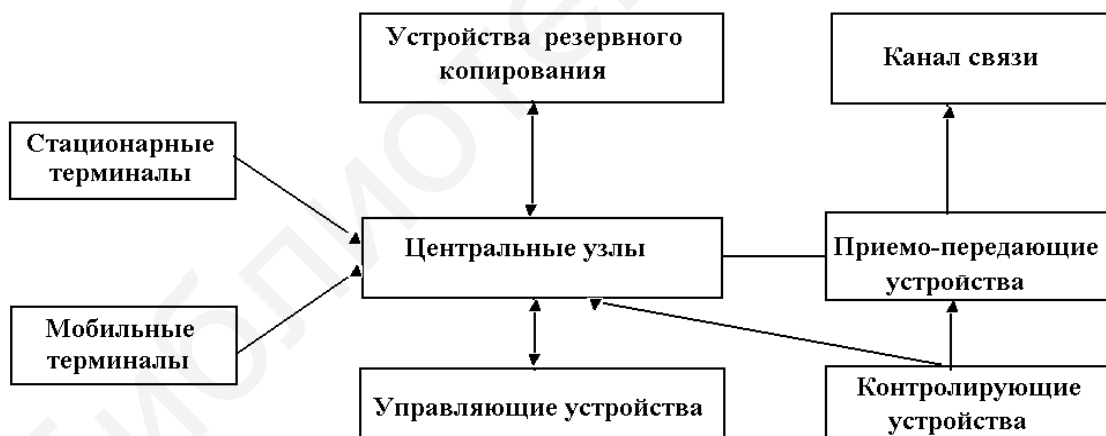 Устройства резервного
копирования
Канал связи
Стационарные
терминалы
Центральные узлы
Приемо-передающие
устройства
Мобильные
терминалы
Управляющие устройства
Контролирующие
устройства